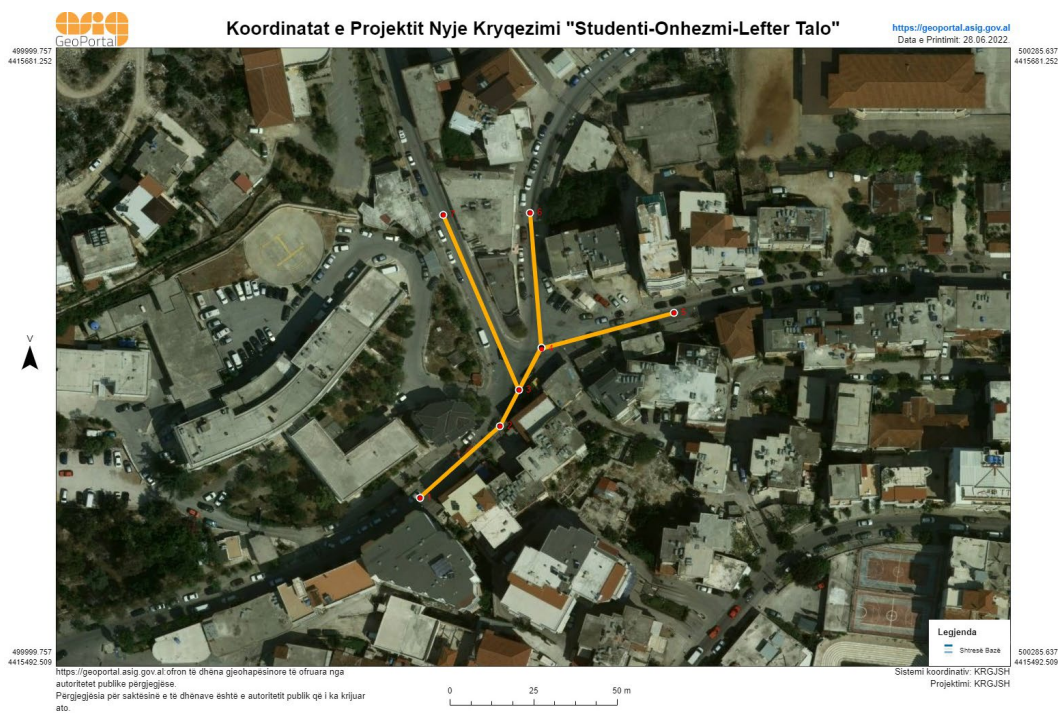 asig
GeoPortal
Koordinatat e Projektit Nyje Kryqezimi "Studenti-Onhezmi-Lefter Talo"
https://geoportal.asig.gov.al
Data e Printimit: 28.06.2022.
499999.757
4415681.252
500285.637
4415681.252
V
499999.757
4415492.509
500285.637
4415492.509
Legjenda
Shtresë Bazë
https://geoportal.asig.gov.al:ofron të dhëna gjeohapësinore të ofruara nga
autoritetet publike përgjegjëse.
Përgjegjësia për saktësinë e të dhënave është e autoritetit publik që i ka krijuar
ato.
0 25 50 m
Sistemi koordinativ: KRGJSH
Projektimi: KRGJSH